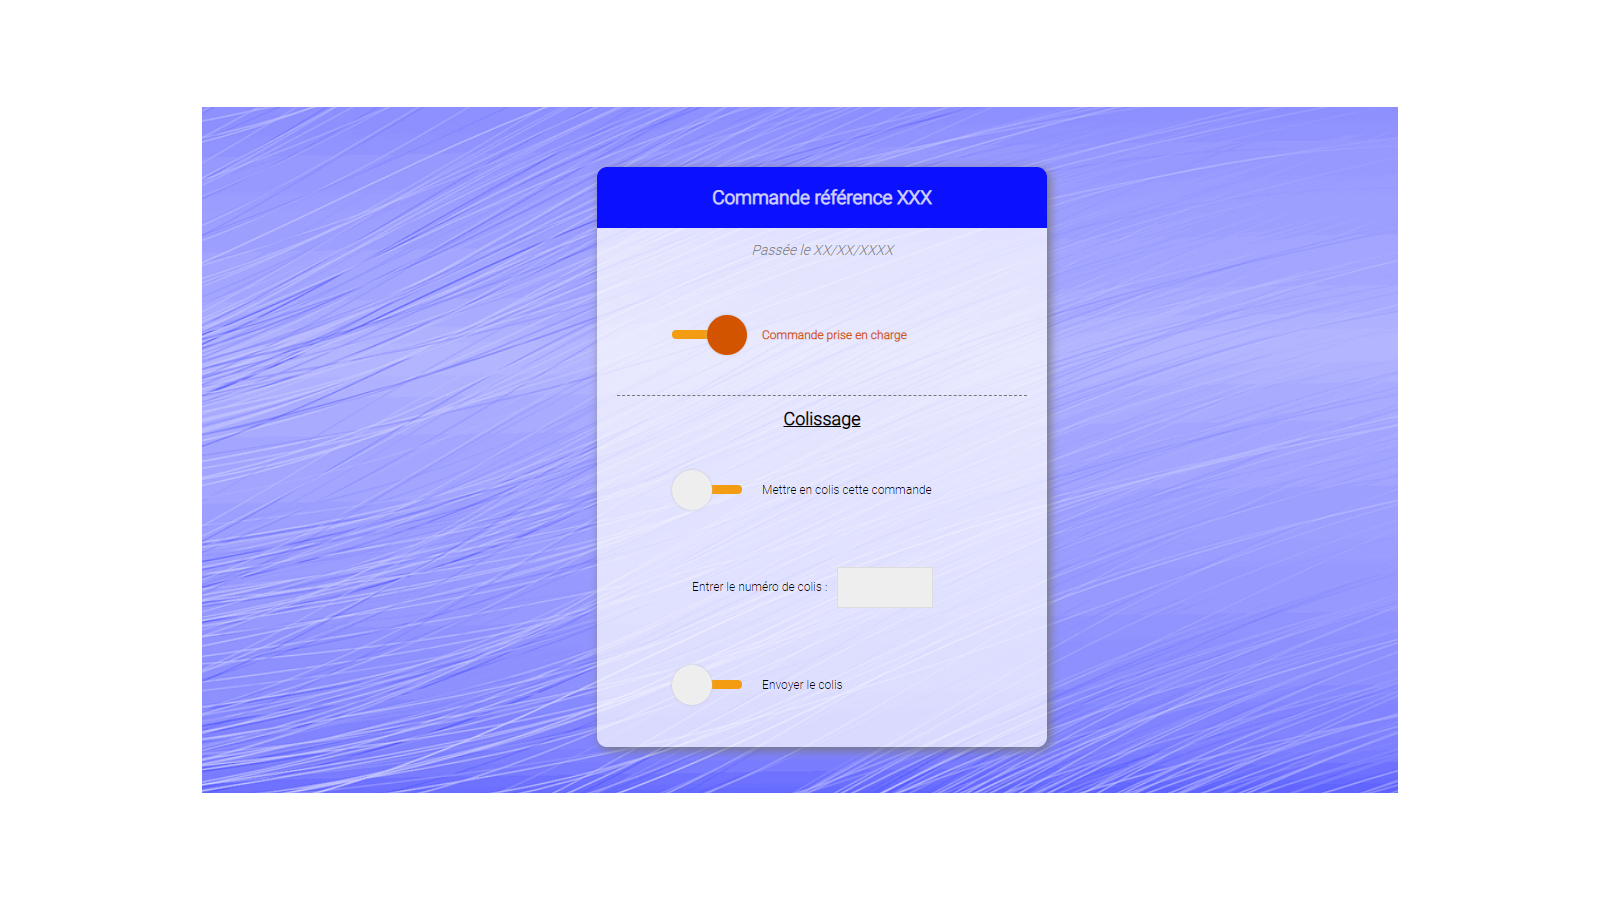 Commande référence XXX
Passée le XX/XX/XXXX
Commande prise en charge
Colissage
Mettre en colis cette commande
Entrer le numéro de colis :
Envoyer le colis